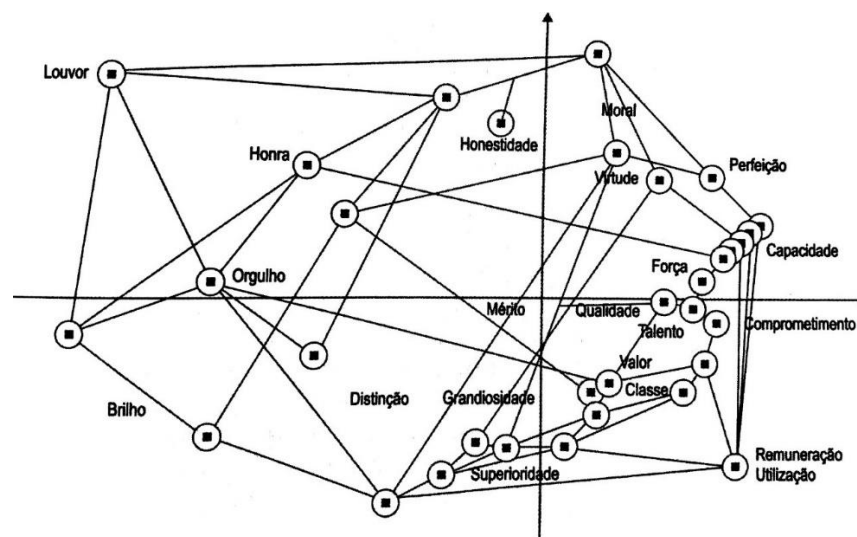 Louvor
Moral
Honestidade
Honra
Perfeição
Virtude
Capacidade
Orgulho
Força
Mérilo
Qualidade
Talento
Comprometimento
Valor
Classe
Grandiosidade
Distinção
Brilho
Superioridade
Remuneração
Utilização